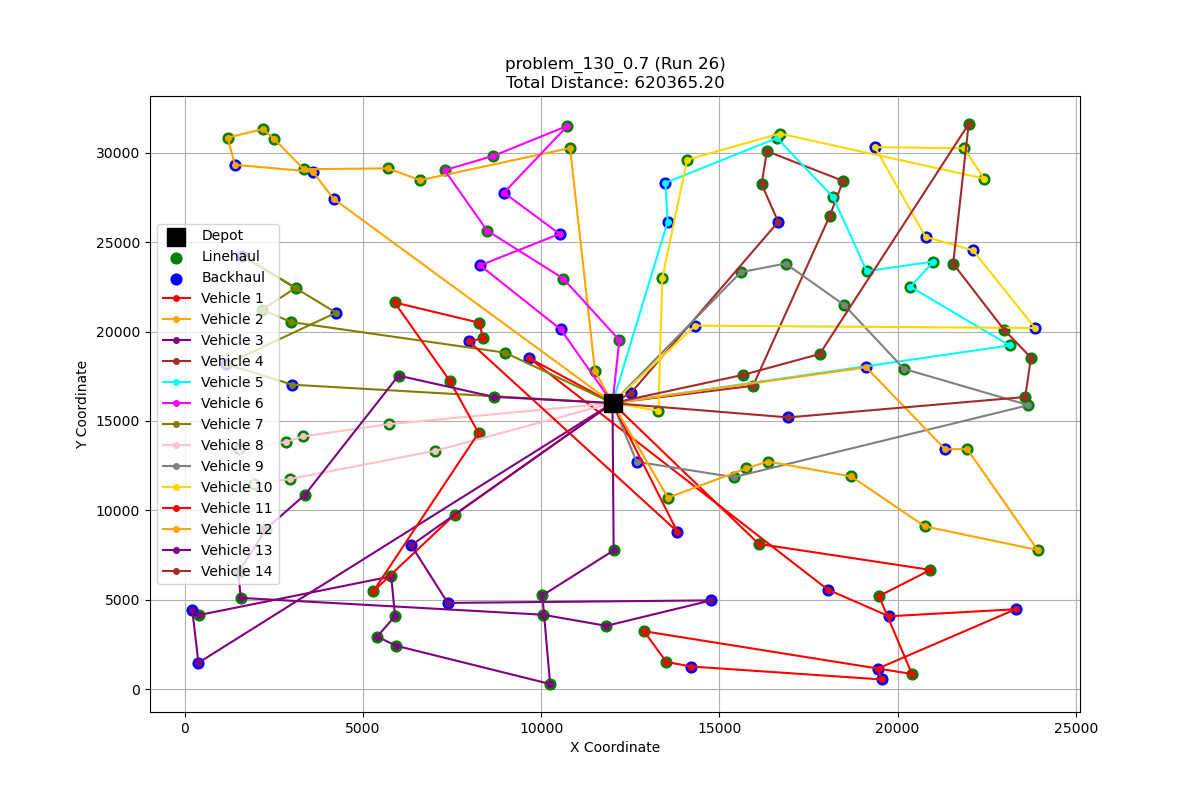 problem_130_0.7 (Run 26)
Total Distance: 620365.20
30000
25000
20000
15000
10000
5000
0
Y Coordinate
Depot
Linehaul
Backhaul
Vehicle 1
Vehicle 2
Vehicle 3
Vehicle 4
Vehicle 5
Vehicle 6
Vehicle 7
Vehicle 8
Vehicle 9
Vehicle 10
Vehicle 11
Vehicle 12
Vehicle 13
Vehicle 14
0
5000
10000
15000
20000
25000
X Coordinate